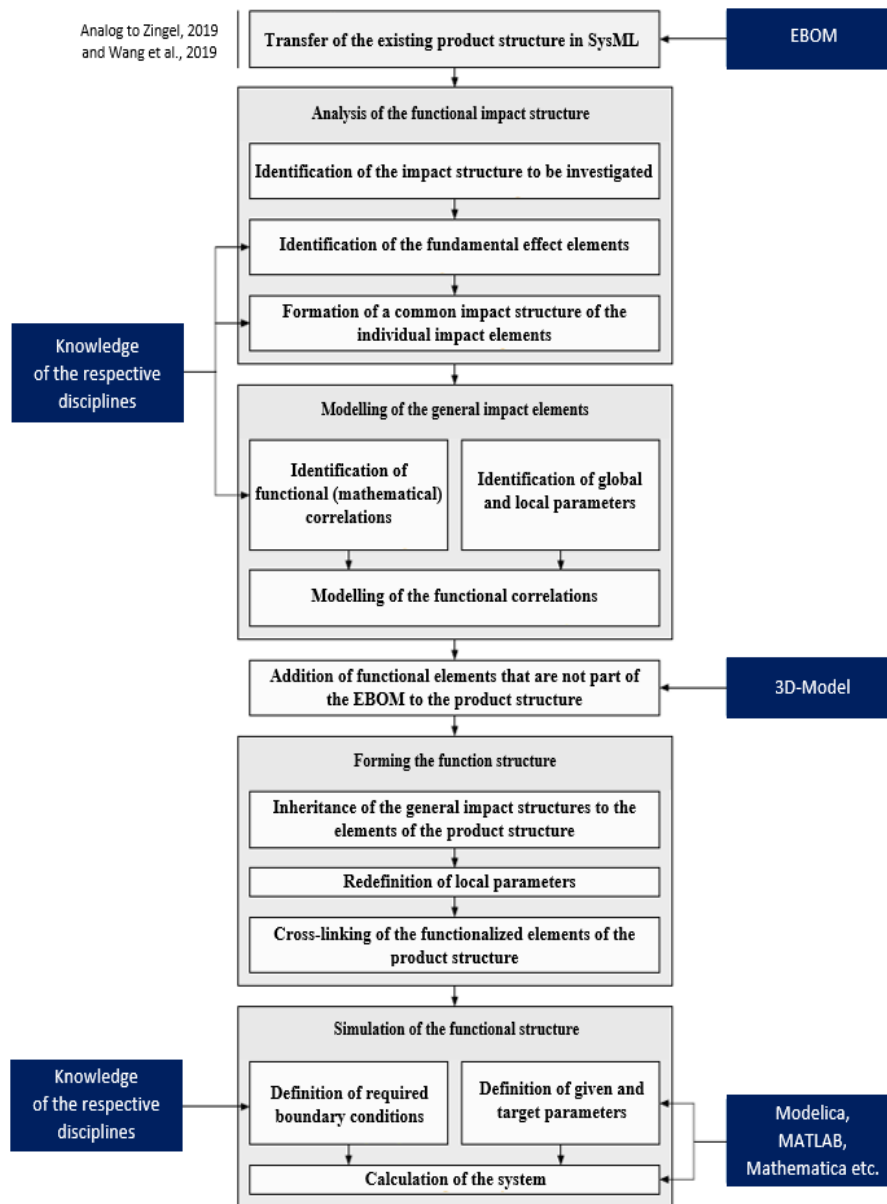 Analog to Zingel, 2019
and Wang et al., 2019
Transfer of the existing product structure in SysML
EBOM
Analysis of the functional impact structure
Identification of the impact structure to be investigated
Identification of the fundamental effect elements
Formation of a common impact structure of the
individual impact elements
Knowledge
of the respective
disciplines
Modelling of the general impact elements
Identification of
functional (mathematical)
correlations
Identification of global
and local parameters
Modelling of the functional correlations
Addition of functional elements that are not part of
the EBOM to the product structure
3D-Model
Forming the function structure
Inheritance of the general impact structures to the
elements of the product structure
Redefinition of local parameters
Cross-linking of the functionalized elements of the
product structure
Simulation of the functional structure
Knowledge
of the respective
disciplines
Definition of required
boundary conditions
Definition of given and
target parameters
Modelica,
MATLAB,
Mathematica etc.
Calculation of the system